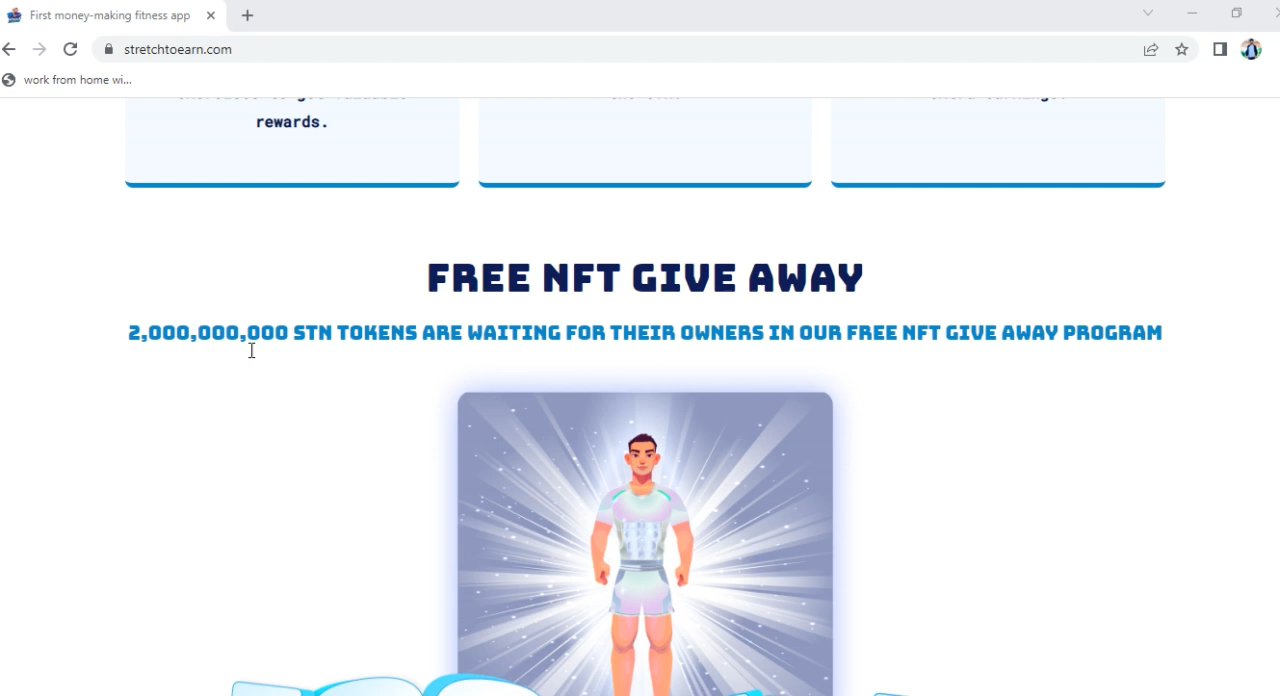 First money-making fitness app
stretchtoearn.com
work from home wi...
rewards.
FREE NFT GIVE AWAY
2,000,000,000 STN TOKENS ARE WAITING FOR THEIR OWNERS IN OUR FREE NFT GIVE AWAY PROGRAM